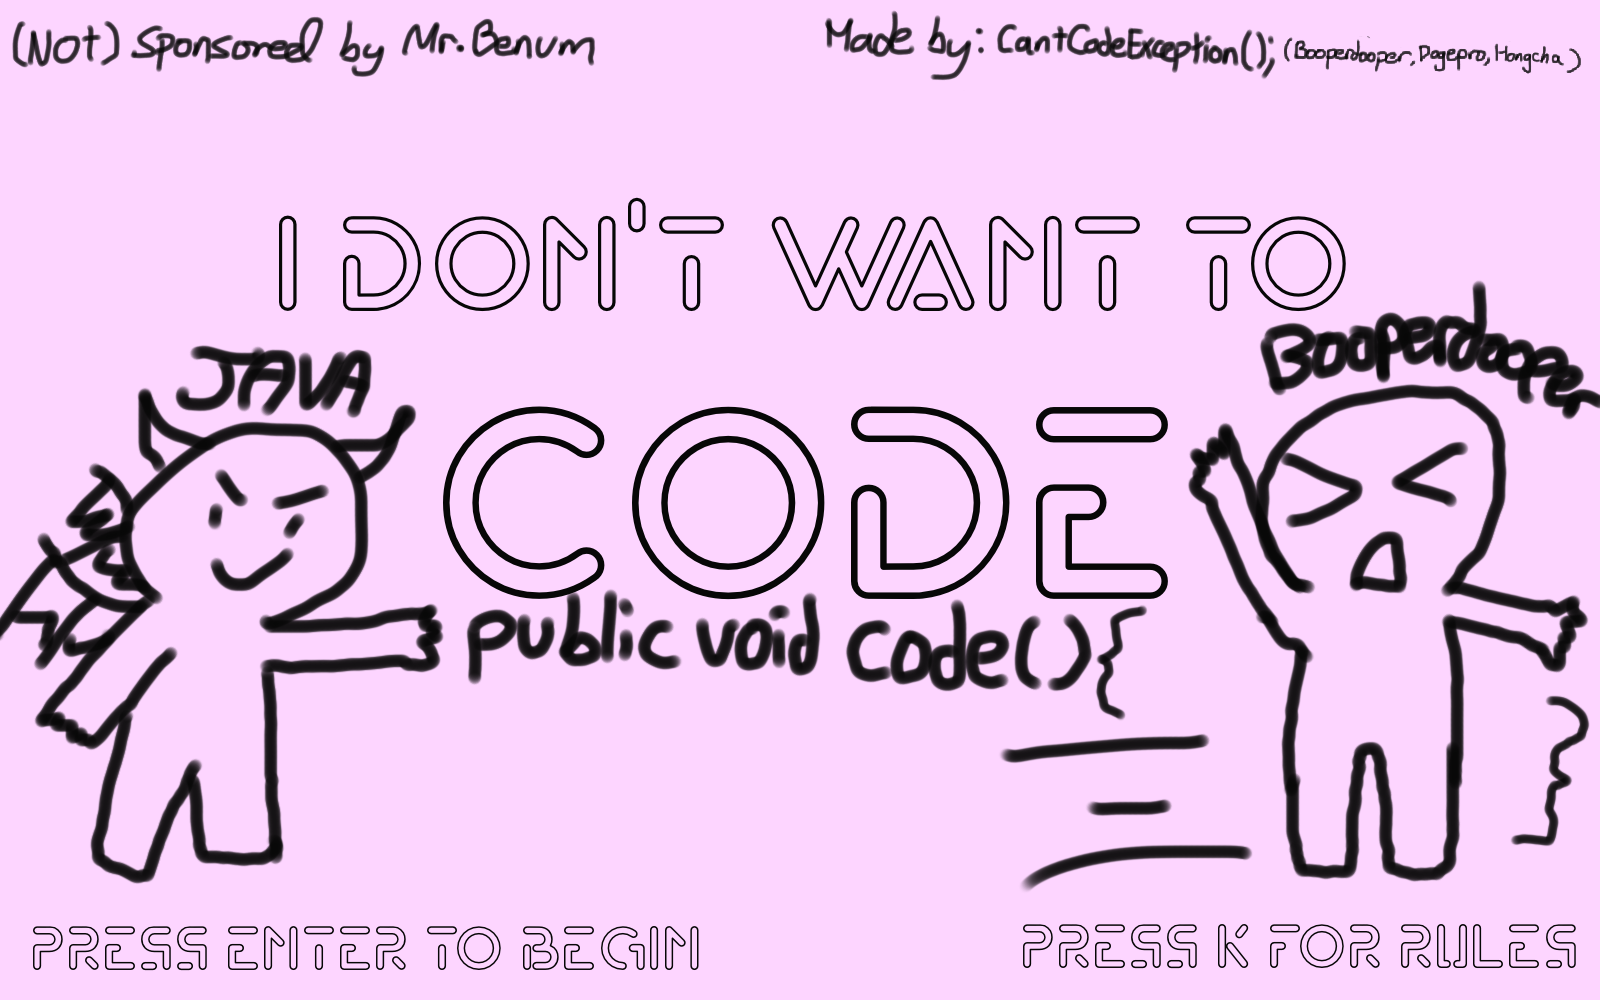 (Not) Sponsored by Mr. Benum
Made by: CantCodeException(); (Booperdooper, Dogepro, Hongcha)
I DON'T WANT TO
CODE
JAVA
Booperdooper
public void code() {
}
PRESS ENTER TO BEGIN
PRESS K FOR RULES